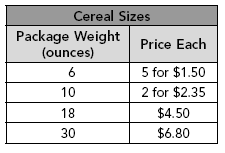 Cereal Sizes
Package Weight
(ounces)
Price Each
6 5 for $1.50
10 2 for $2.35
18 $4.50
30 $6.80